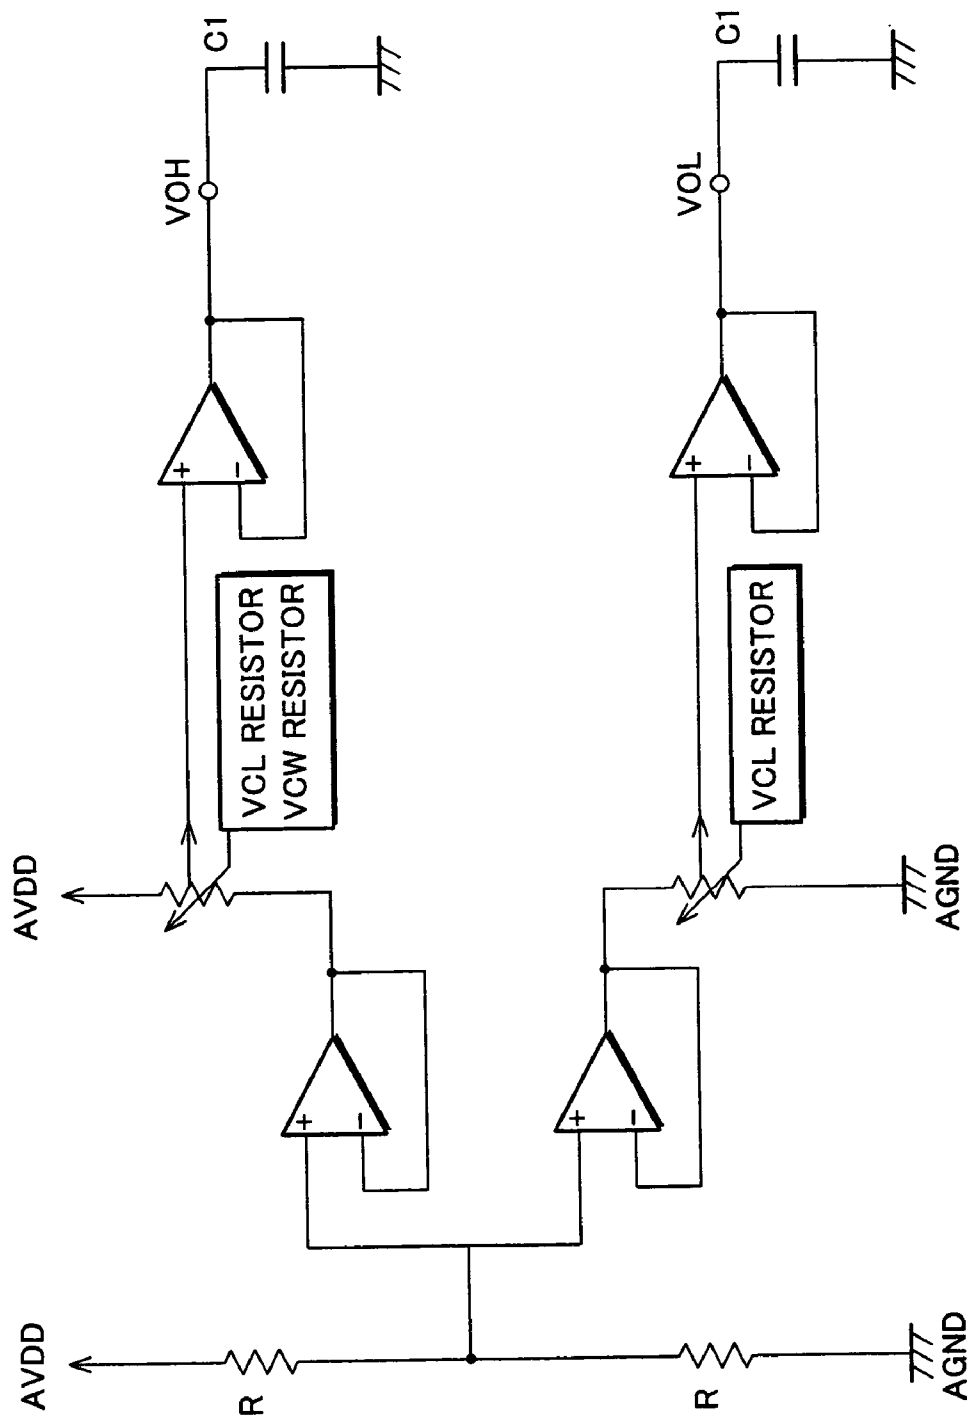 AVDD
R
R
AGND
+
−
+
−
AVDD
VCL RESISTOR
VCW RESISTOR
VCL RESISTOR
AGND
+
−
+
−
VOH
VOL
C1
C1